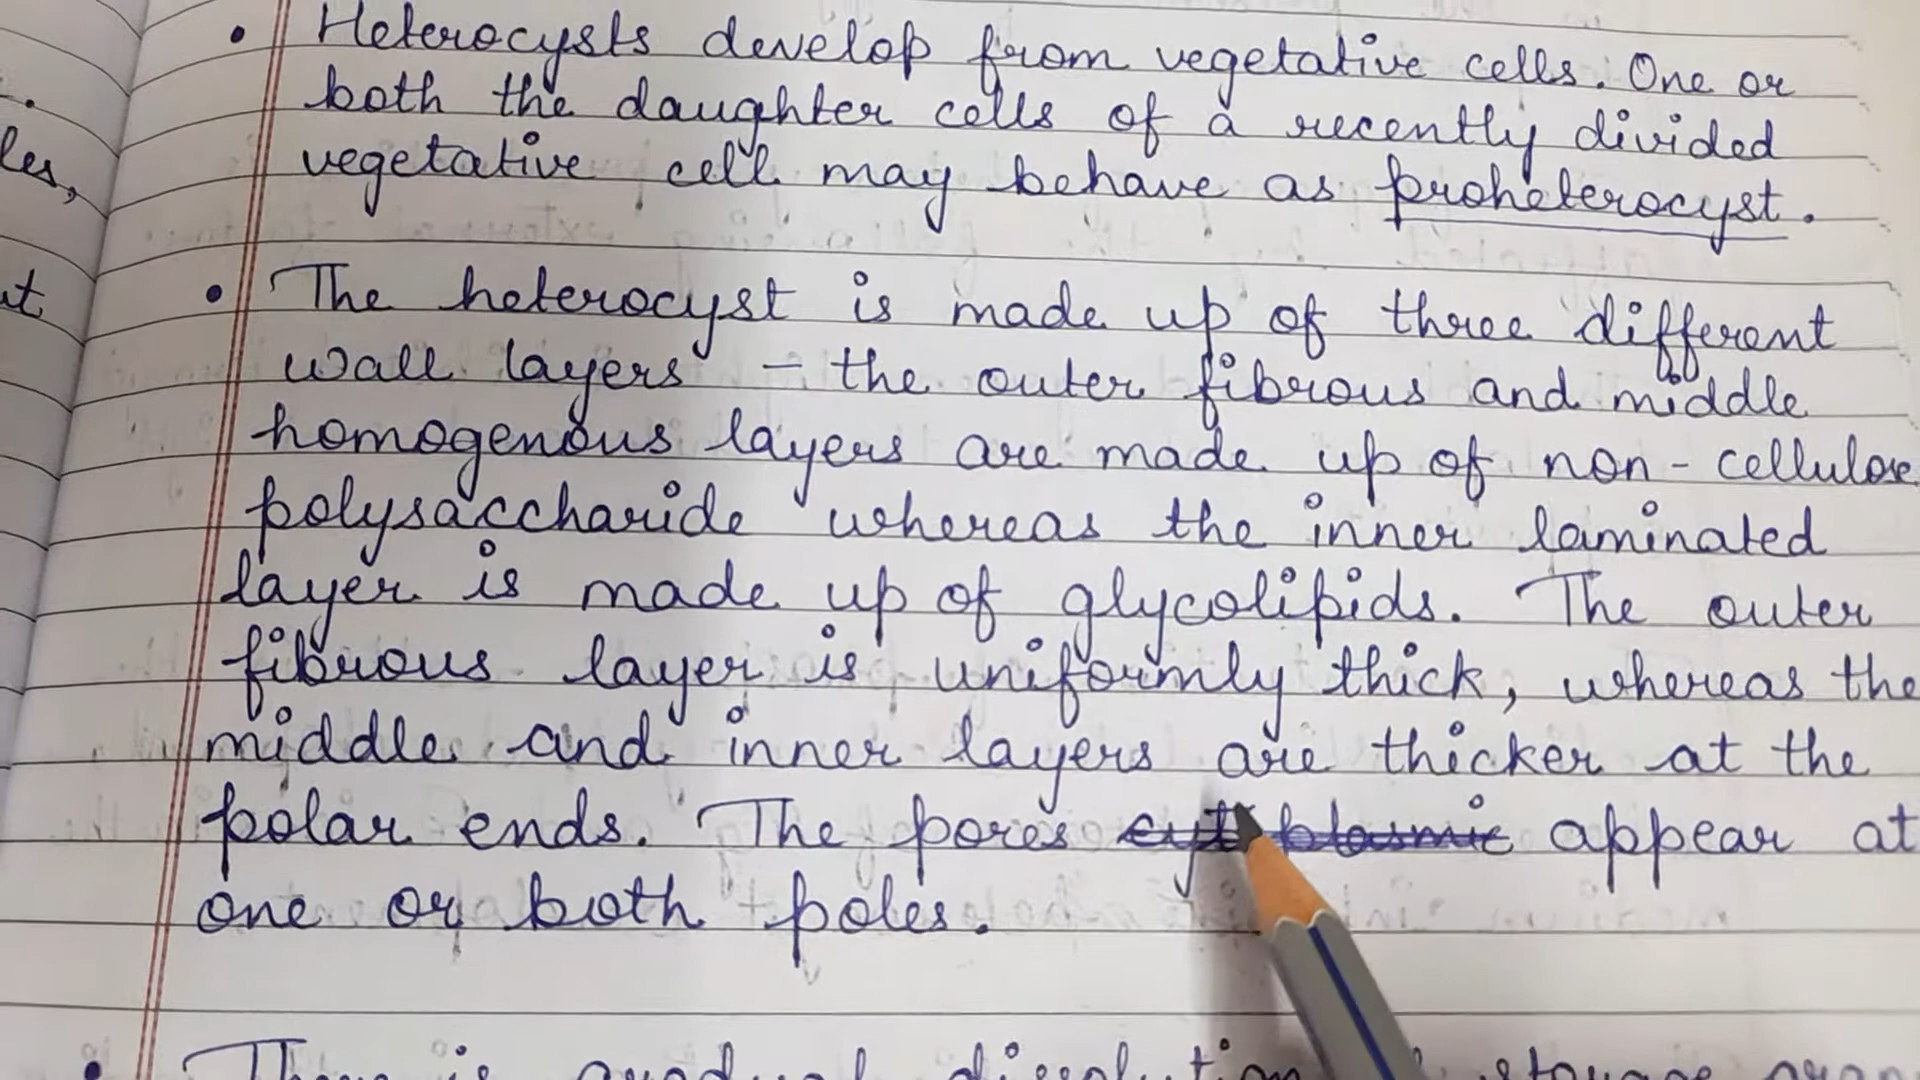 • Heterocysts develop from vegetative cells. One or
both the daughter cells of a recently divided
vegetative cell may behave as proheterocyst.
• The heterocyst is made up of three different
wall layers – the outer fibrous and middle
homogenous layers are made up of non-cellulose
polysaccharide whereas the inner laminated
layer is made up of glycolipids. The outer
fibrous layer is uniformly thick, whereas the
middle and inner layers are thicker at the
polar ends. The pores appear at
one or both poles.
• There is gradual